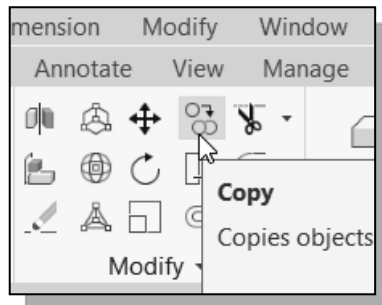 mension Modify Window
Annotate View Manage
Copy
Copies objects
Modify